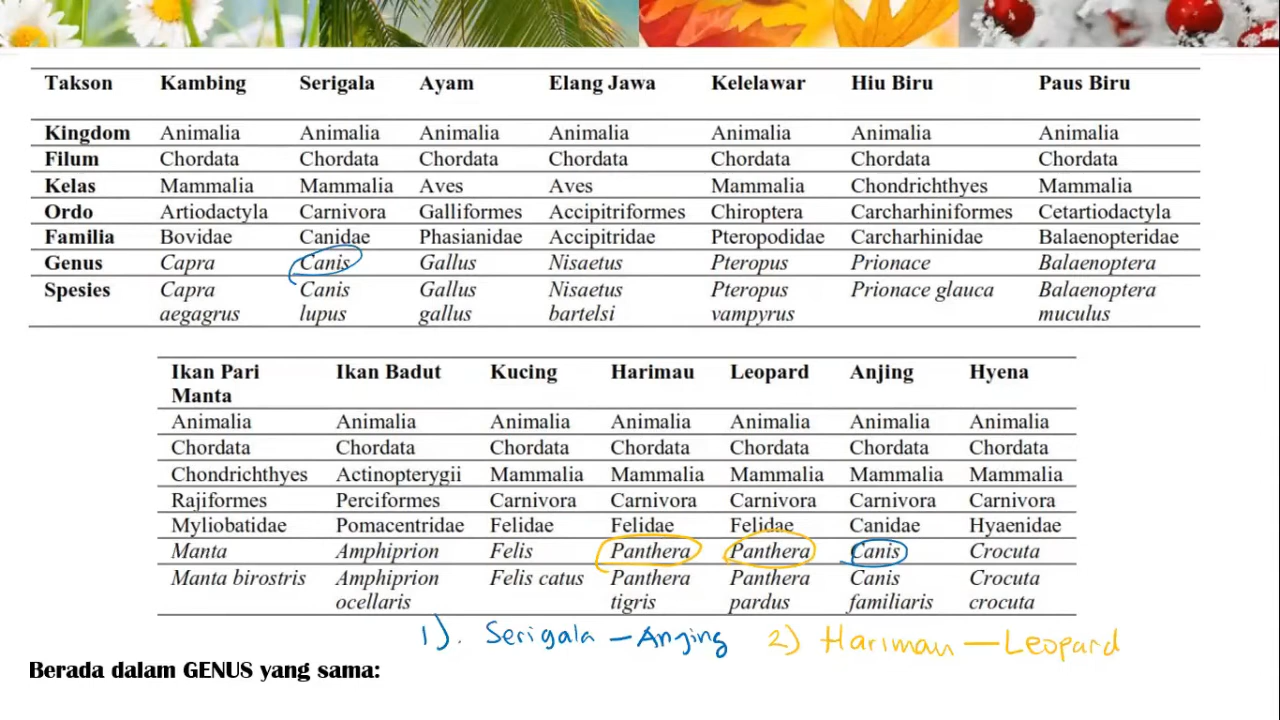 Takson Kambing Serigala Ayam Elang Jawa Kelelawar Hiu Biru Paus Biru
Kingdom Animalia Animalia Animalia Animalia Animalia Animalia Animalia
Filum Chordata Chordata Chordata Chordata Chordata Chordata Chordata
Kelas Mammalia Mammalia Aves Aves Mammalia Chondrichthyes Mammalia
Ordo Artiodactyla Carnivora Galliformes Accipitriformes Chiroptera Carcharhiniformes Cetartiodactyla
Familia Bovidae Canidae Phasianidae Accipitridae Pteropodidae Carcharhinidae Balaenopteridae
Genus Capra Canis Gallus Nisaetus Pteropus Prionace Balaenoptera
Spesies Capra Canis Gallus Nisaetus Pteropus Prionace glauca Balaenoptera
aegagrus lupus gallus bartelsi vampyrus muculus
Ikan Pari Ikan Badut Kucing Harimau Leopard Anjing Hyena
Manta
Animalia Animalia Animalia Animalia Animalia Animalia Animalia
Chordata Chordata Chordata Chordata Chordata Chordata Chordata
Chondrichthyes Actinopterygii Mammalia Mammalia Mammalia Mammalia Mammalia
Rajiformes Perciformes Carnivora Carnivora Carnivora Carnivora Carnivora
Myliobatidae Pomacentridae Felidae Felidae Felidae Canidae Hyaenidae
Manta Amphiprion Felis Panthera Panthera Canis Crocuta
Manta birostris Amphiprion Felis catus Panthera Panthera Canis Crocuta
ocellaris tigris pardus familiaris crocuta
1). Serigala - Anjing 2) Harimau - Leopard
Berada dalam GENUS yang sama: